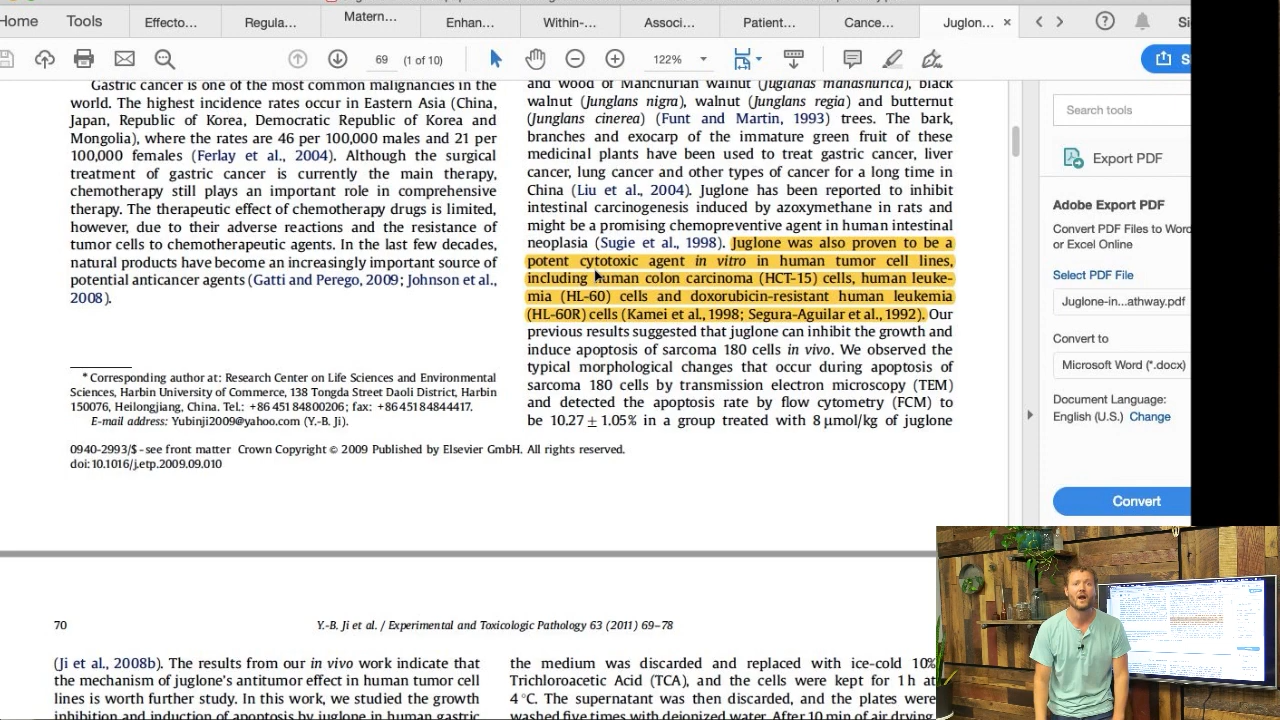 Home Tools Effecto... Regula... Matern... Enhan... Within-... Associ... Patient... Cance... Juglon... × ?
69 (1 of 10) 122%
Gastric cancer is one of the most common malignancies in the
world. The highest incidence rates occur in Eastern Asia (China,
Japan, Republic of Korea, Democratic Republic of Korea and
Mongolia), where the rates are 46 per 100,000 males and 21 per
100,000 females (Ferlay et al., 2004). Although the surgical
treatment of gastric cancer is currently the main therapy,
chemotherapy still plays an important role in comprehensive
therapy. The therapeutic effect of chemotherapy drugs is limited,
however, due to their adverse reactions and the resistance of
tumor cells to chemotherapeutic agents. In the last few decades,
natural products have become an increasingly important source of
potential anticancer agents (Gatti and Perego, 2009; Johnson et al.,
2008).
* Corresponding author at: Research Center on Life Sciences and Environmental
Sciences, Harbin University of Commerce, 138 Tongda Street Daoli District, Harbin
150076, Heilongjiang, China. Tel.: +86 451 84800206; fax: +86 451 84844417.
E-mail address: Yubinji2009@yahoo.com (Y.-B. Ji).
0940-2993/$ - see front matter Crown Copyright © 2009 Published by Elsevier GmbH. All rights reserved.
doi:10.1016/j.etp.2009.09.010
and wood of Manchurian walnut (Juglandis mandshurica), black
walnut (Junglans nigra), walnut (Junglans regia) and butternut
(Junglans cinerea) (Funt and Martin, 1993) trees. The bark,
branches and exocarp of the immature green fruit of these
medicinal plants have been used to treat gastric cancer, liver
cancer, lung cancer and other types of cancer for a long time in
China (Liu et al., 2004). Juglone has been reported to inhibit
intestinal carcinogenesis induced by azoxymethane in rats and
might be a promising chemopreventive agent in human intestinal
neoplasia (Sugie et al., 1998). Juglone was also proven to be a
potent cytotoxic agent in vitro in human tumor cell lines,
including human colon carcinoma (HCT-15) cells, human leuke-
mia (HL-60) cells and doxorubicin-resistant human leukemia
(HL-60R) cells (Kamei et al., 1998; Segura-Aguilar et al., 1992). Our
previous results suggested that juglone can inhibit the growth and
induce apoptosis of sarcoma 180 cells in vivo. We observed the
typical morphological changes that occur during apoptosis of
sarcoma 180 cells by transmission electron microscopy (TEM)
and detected the apoptosis rate by flow cytometry (FCM) to
be 10.27 ± 1.05% in a group treated with 8 μmol/kg of juglone
Search tools
Export PDF
Adobe Export PDF
Convert PDF Files to Word
or Excel Online
Select PDF File
Juglone-in...athway.pdf
Convert to
Microsoft Word (*.docx)
Document Language:
English (U.S.) Change
Convert
70 Y.-B. Ji et al. / Experimental and Toxicologic Pathology 63 (2011) 69–78
(Ji et al., 2008b). The results from our in vivo work indicate that
the mechanism of juglone's antitumor effect in human tumor cell
lines is worth further study. In this work, we studied the growth
inhibition and induction of apoptosis by juglone in human gastric
the medium was discarded and replaced with ice-cold 10%
Trichloroacetic Acid (TCA), and the cells were kept for 1 h at
4 °C. The supernatant was then discarded, and the plates were
washed five times with deionized water. After 10 min of air drying